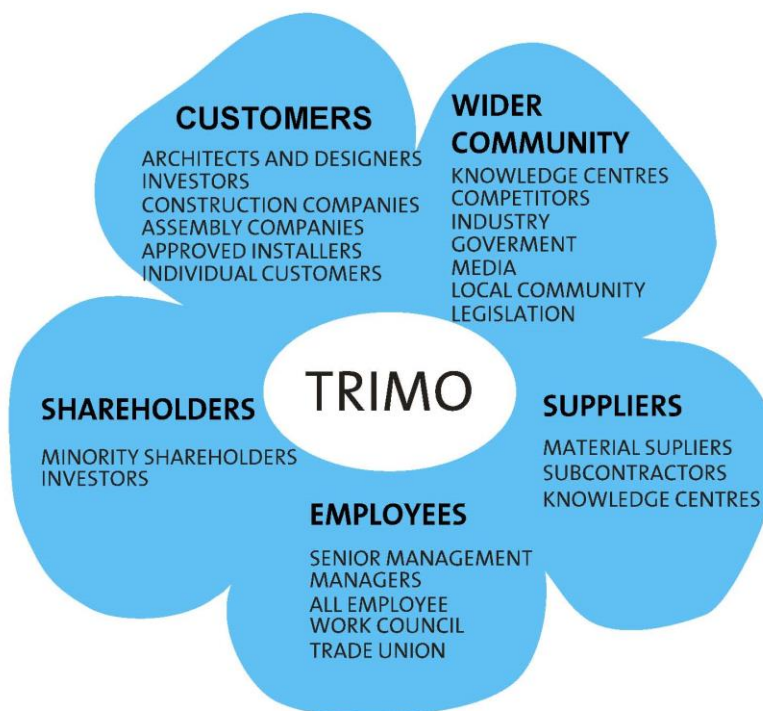 CUSTOMERS
ARCHITECTS AND DESIGNERS
INVESTORS
CONSTRUCTION COMPANIES
ASSEMBLY COMPANIES
APPROVED INSTALLERS
INDIVIDUAL CUSTOMERS
WIDER
COMMUNITY
KNOWLEDGE CENTRES
COMPETITORS
INDUSTRY
GOVERMENT
MEDIA
LOCAL COMMUNITY
LEGISLATION
TRIMO
SHAREHOLDERS
MINORITY SHAREHOLDERS
INVESTORS
SUPPLIERS
MATERIAL SUPLIERS
SUBCONTRACTORS
KNOWLEDGE CENTRES
EMPLOYEES
SENIOR MANAGEMENT
MANAGERS
ALL EMPLOYEE
WORK COUNCIL
TRADE UNION